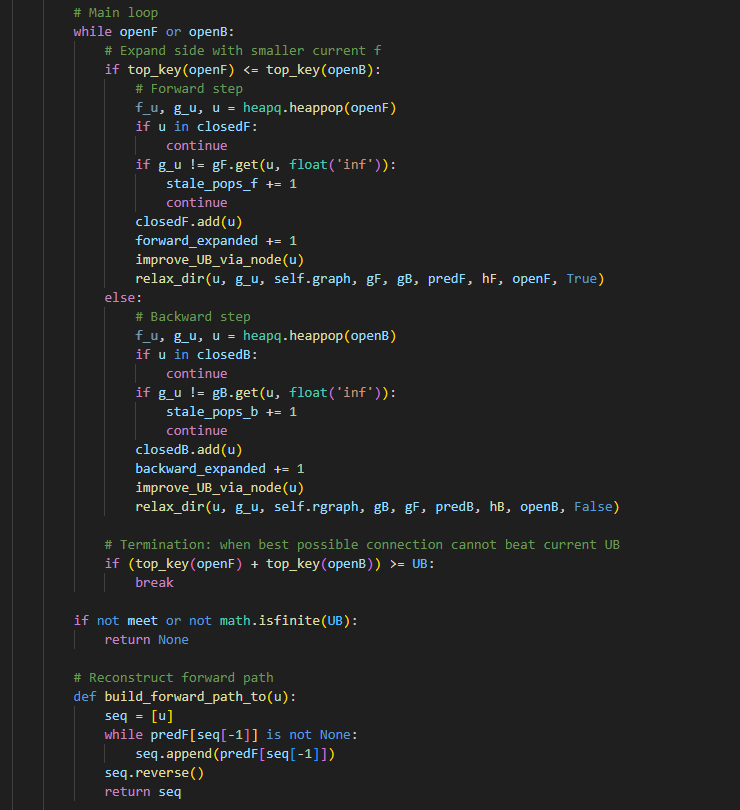 # Main loop
while openF or openB:
    # Expand side with smaller current f
    if top_key(openF) <= top_key(openB):
        # Forward step
        f_u, g_u, u = heapq.heappop(openF)
        if u in closedF:
            continue
        if g_u != gF.get(u, float('inf')):
            stale_pops_f += 1
            continue
        closedF.add(u)
        forward_expanded += 1
        improve_UB_via_node(u)
        relax_dir(u, g_u, self.graph, gF, gB, predF, hF, openF, True)
    else:
        # Backward step
        f_u, g_u, u = heapq.heappop(openB)
        if u in closedB:
            continue
        if g_u != gB.get(u, float('inf')):
            stale_pops_b += 1
            continue
        closedB.add(u)
        backward_expanded += 1
        improve_UB_via_node(u)
        relax_dir(u, g_u, self.rgraph, gB, gF, predB, hB, openB, False)

    # Termination: when best possible connection cannot beat current UB
    if (top_key(openF) + top_key(openB)) >= UB:
        break

if not meet or not math.isfinite(UB):
    return None

# Reconstruct forward path
def build_forward_path_to(u):
    seq = [u]
    while predF[seq[-1]] is not None:
        seq.append(predF[seq[-1]])
    seq.reverse()
    return seq